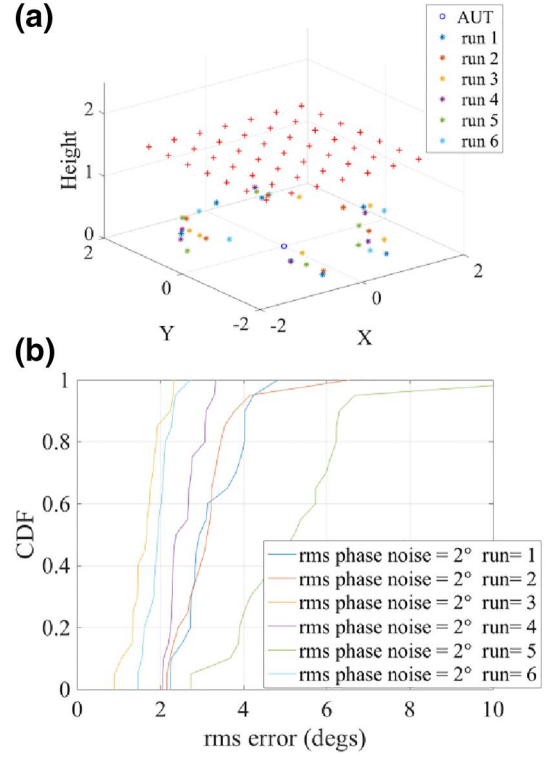 (a)
AUT
run 1
run 2
run 3
run 4
run 5
run 6
Height
2
1
0
2
0
-2
Y
-2
0
2
X
(b)
CDF
1
0.8
0.6
0.4
0.2
0
rms phase noise = 2° run= 1
rms phase noise = 2° run= 2
rms phase noise = 2° run= 3
rms phase noise = 2° run= 4
rms phase noise = 2° run= 5
rms phase noise = 2° run= 6
0 2 4 6 8 10
rms error (degs)